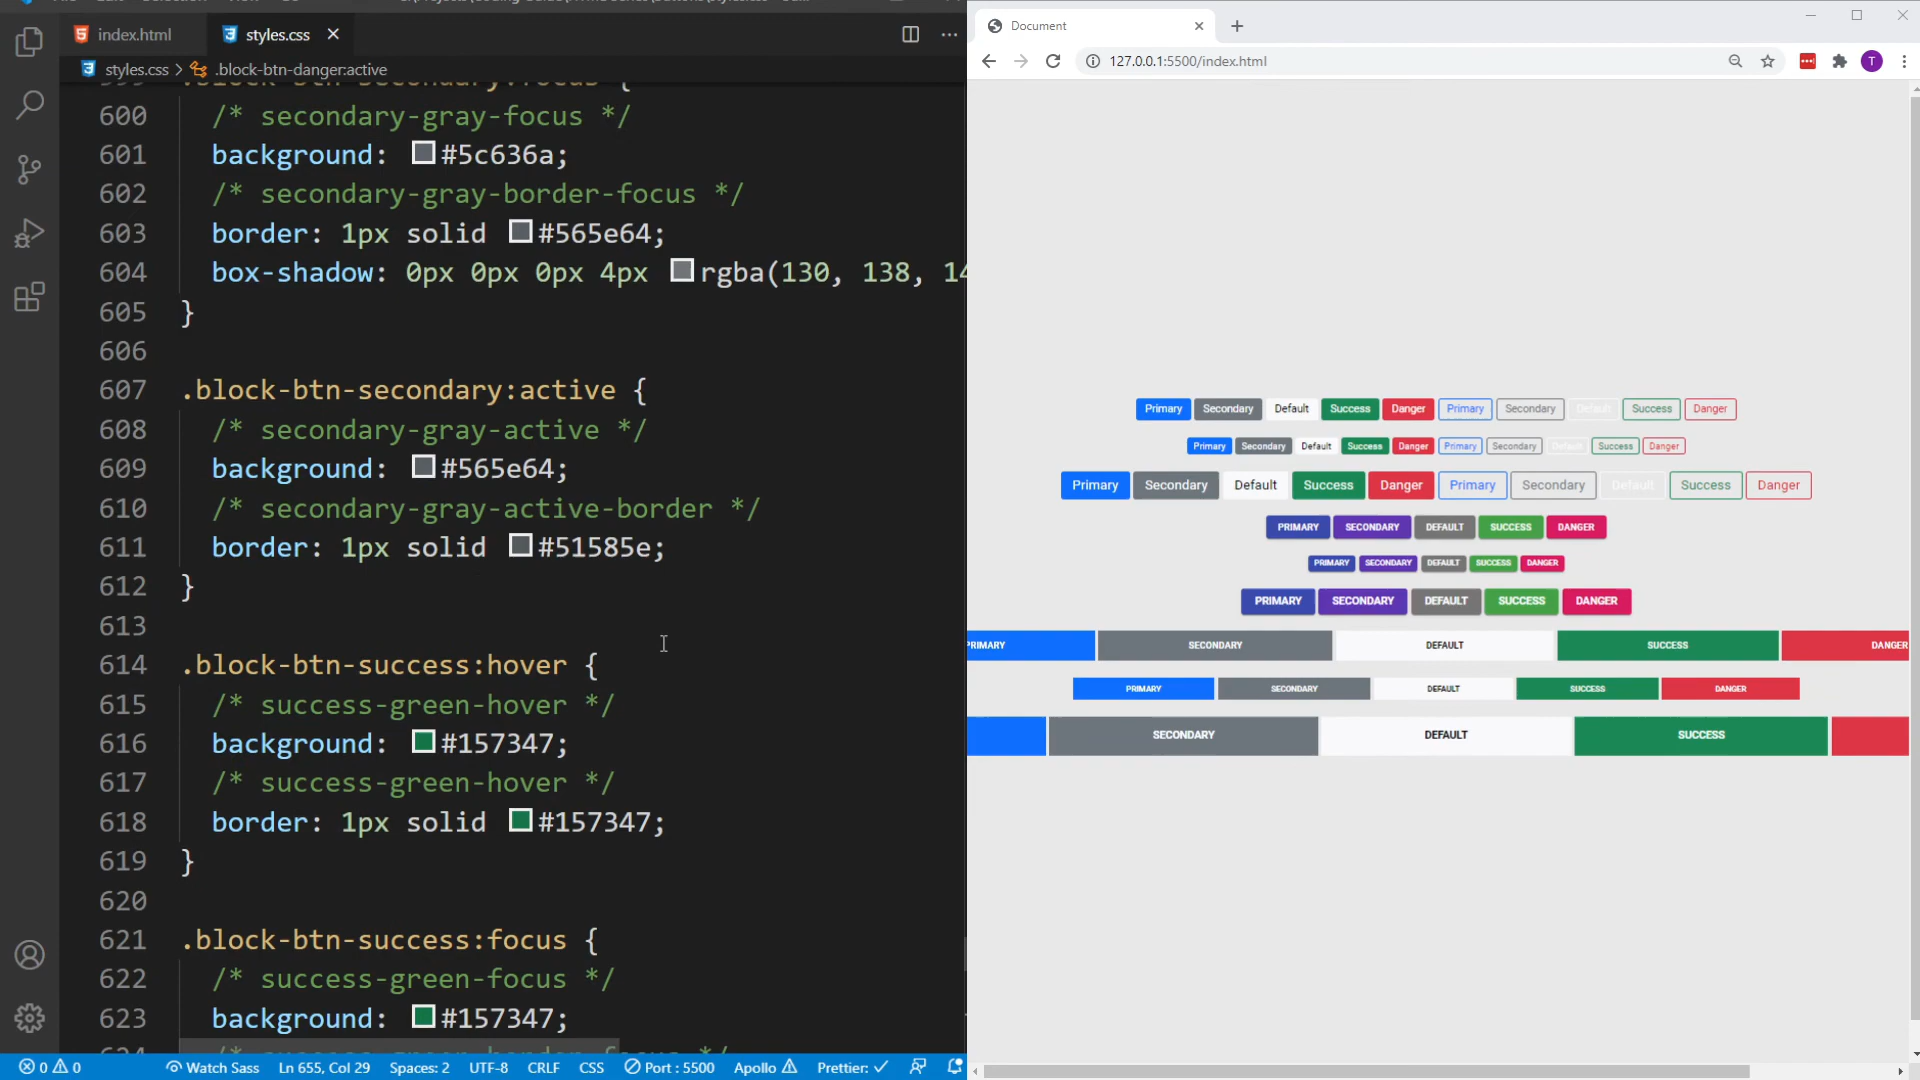 index.html
styles.css
styles.css > .block-btn-danger:active
600 /* secondary-gray-focus */
601 background: #5c636a;
602 /* secondary-gray-border-focus */
603 border: 1px solid #565e64;
604 box-shadow: 0px 0px 0px 4px rgba(130, 138, 14
605 }
606
607 .block-btn-secondary:active {
608 /* secondary-gray-active */
609 background: #565e64;
610 /* secondary-gray-active-border */
611 border: 1px solid #51585e;
612 }
613
614 .block-btn-success:hover {
615 /* success-green-hover */
616 background: #157347;
617 /* success-green-hover */
618 border: 1px solid #157347;
619 }
620
621 .block-btn-success:focus {
622 /* success-green-focus */
623 background: #157347;
0 0 Watch Sass Ln 655, Col 29 Spaces: 2 UTF-8 CRLF CSS Port : 5500 Apollo Prettier:
Document
127.0.0.1:5500/index.html T
Primary Secondary Default Success Danger Primary Secondary Default Success Danger
Primary Secondary Default Success Danger Primary Secondary Default Success Danger
Primary Secondary Default Success Danger Primary Secondary Default Success Danger
PRIMARY SECONDARY DEFAULT SUCCESS DANGER
PRIMARY SECONDARY DEFAULT SUCCESS DANGER
PRIMARY SECONDARY DEFAULT SUCCESS DANGER
PRIMARY SECONDARY DEFAULT SUCCESS DANGER
PRIMARY SECONDARY DEFAULT SUCCESS DANGER
SECONDARY DEFAULT SUCCESS